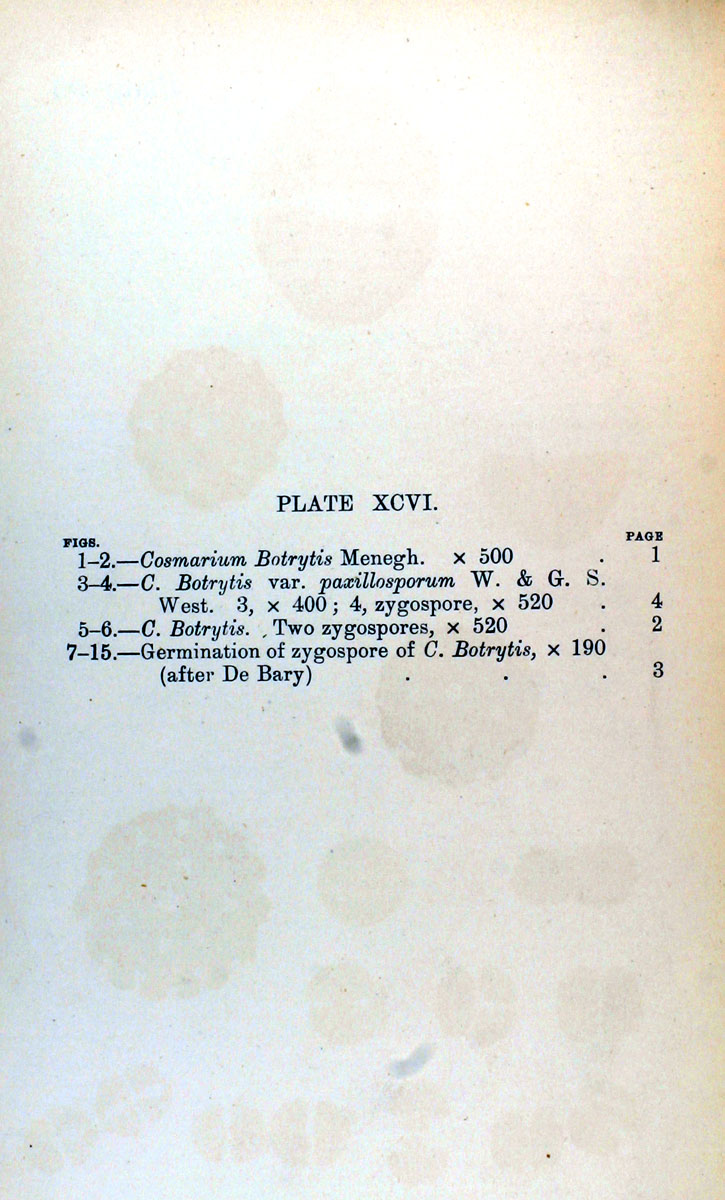 PLATE XCVI.
FIGS. PAGE
1–2.—Cosmarium Botrytis Menegh. × 500 . 1
3–4.—C. Botrytis var. paxillosporum W. & G. S.
West. 3, × 400 ; 4, zygospore, × 520 . 4
5–6.—C. Botrytis. Two zygospores, × 520 . 2
7–15.—Germination of zygospore of C. Botrytis, × 190
(after De Bary) . . . 3